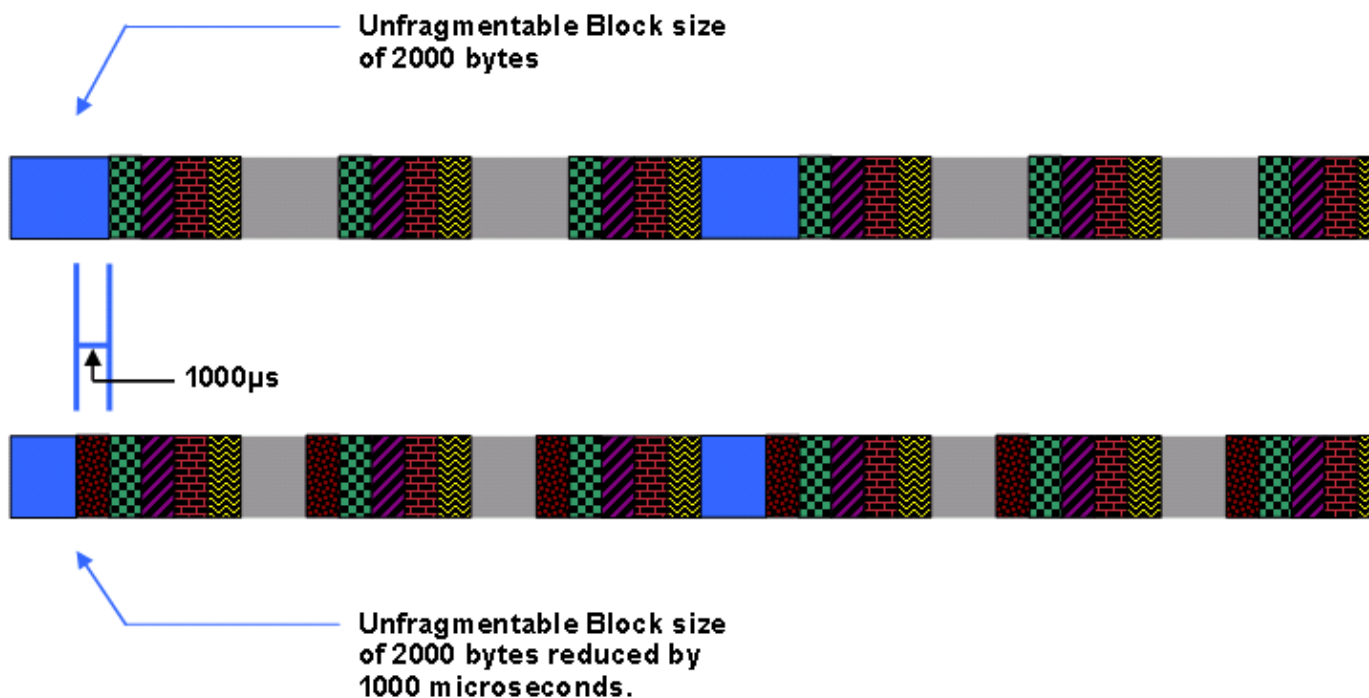 Unfragmentable Block size
of 2000 bytes
1000µs
Unfragmentable Block size
of 2000 bytes reduced by
1000 microseconds.